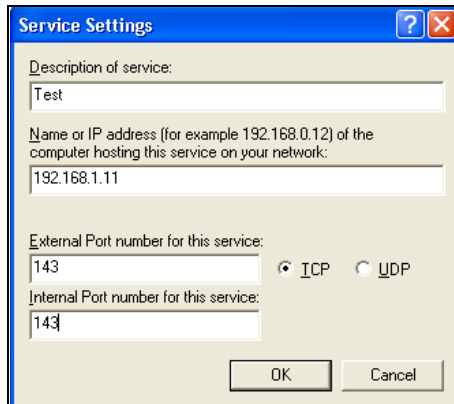 Service Settings
Description of service:
Test
Name or IP address (for example 192.168.0.12) of the
computer hosting this service on your network:
192.168.1.11
External Port number for this service:
143
TCP
UDP
Internal Port number for this service:
143
OK
Cancel